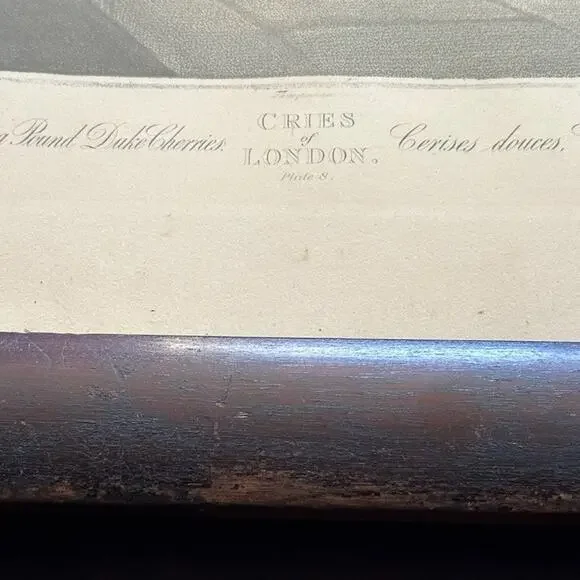 a Pound Duke Cherries.
CRIES
of
LONDON.
Plate 8.
Cerises douces,